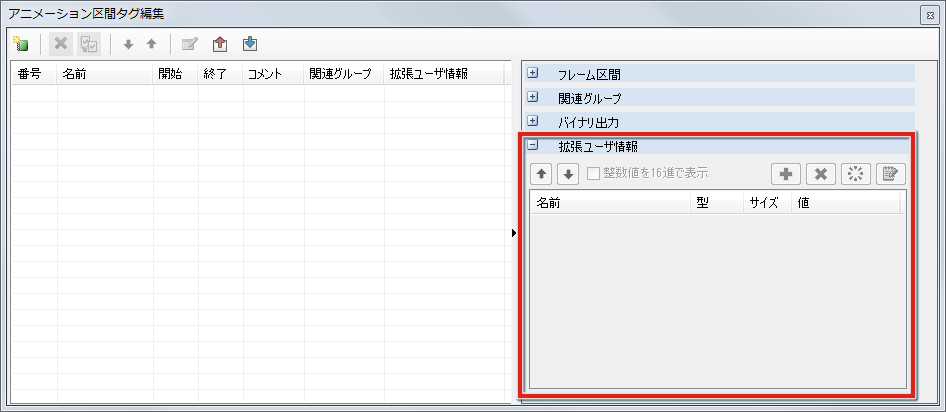 アニメーション区間タグ編集
番号 名前 開始 終了 コメント 関連グループ 拡張ユーザ情報
フレーム区間
関連グループ
バイナリ出力
拡張ユーザ情報
整数値を16進で表示
名前 型 サイズ 値